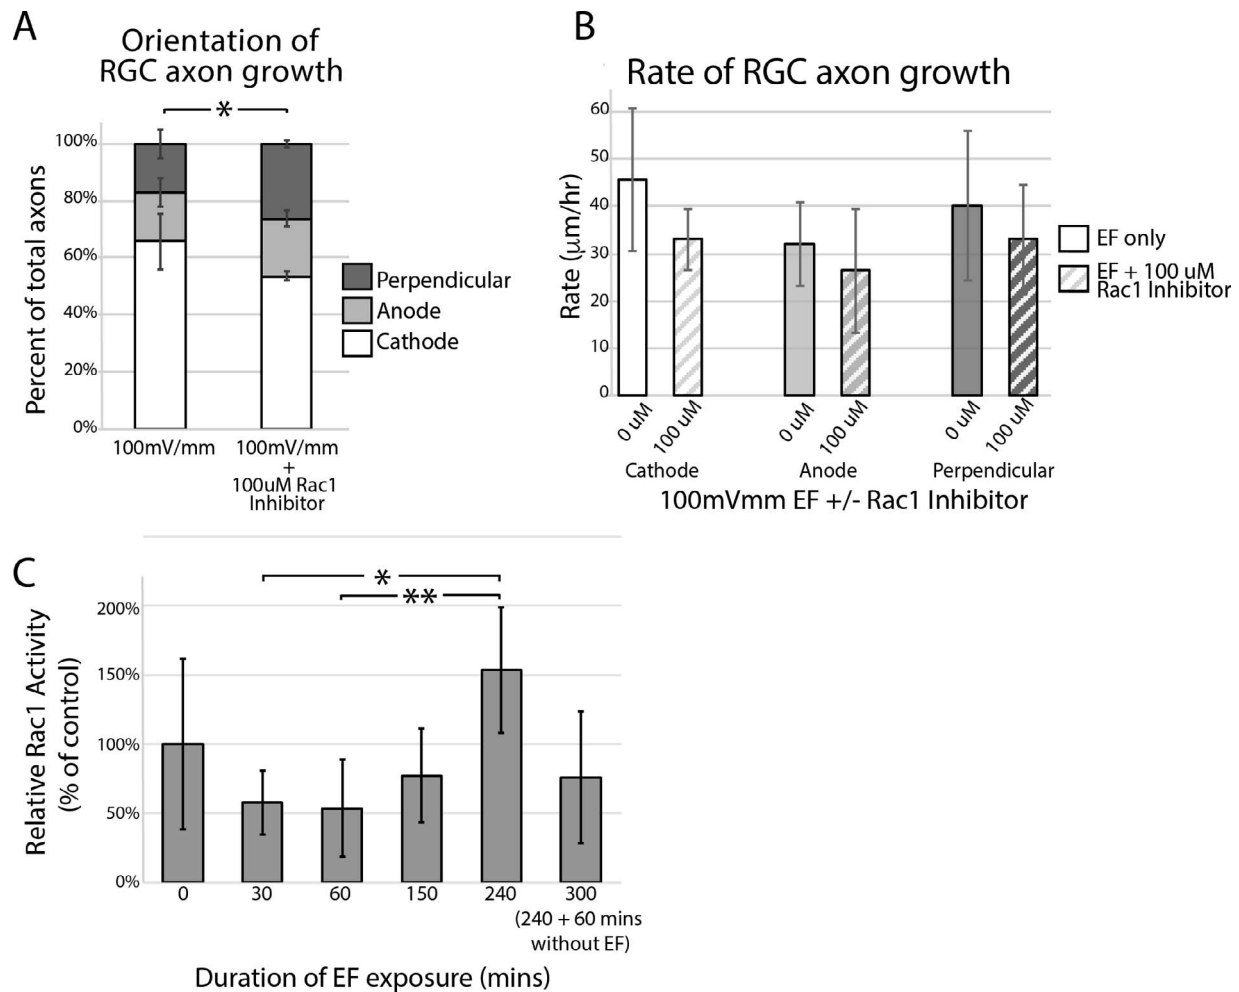 A
Orientation of
RGC axon growth
*
Percent of total axons
100%
80%
60%
40%
20%
0%
100mV/mm
100mV/mm
+
100uM Rac1
Inhibitor
Perpendicular
Anode
Cathode
B
Rate of RGC axon growth
Rate (μm/hr)
60
50
40
30
20
10
0
0 uM
100 uM
0 uM
100 uM
0 uM
100 uM
Cathode
Anode
Perpendicular
100mVmm EF +/- Rac1 Inhibitor
EF only
EF + 100 uM
Rac1 Inhibitor
C
*
**
Relative Rac1 Activity
(% of control)
200%
150%
100%
50%
0%
0
30
60
150
240
300
(240 + 60 mins
without EF)
Duration of EF exposure (mins)